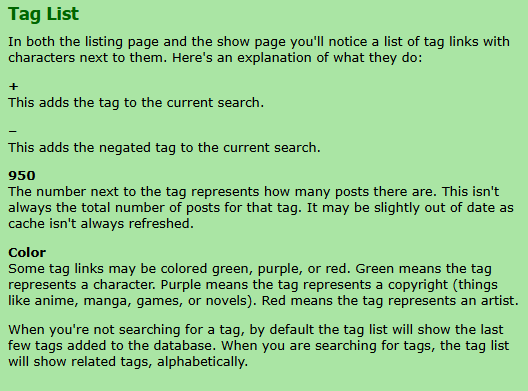 Tag List
In both the listing page and the show page you'll notice a list of tag links with
characters next to them. Here's an explanation of what they do:
+
This adds the tag to the current search.
–
This adds the negated tag to the current search.
950
The number next to the tag represents how many posts there are. This isn't
always the total number of posts for that tag. It may be slightly out of date as
cache isn't always refreshed.
Color
Some tag links may be colored green, purple, or red. Green means the tag
represents a character. Purple means the tag represents a copyright (things
like anime, manga, games, or novels). Red means the tag represents an artist.
When you're not searching for a tag, by default the tag list will show the last
few tags added to the database. When you are searching for tags, the tag list
will show related tags, alphabetically.